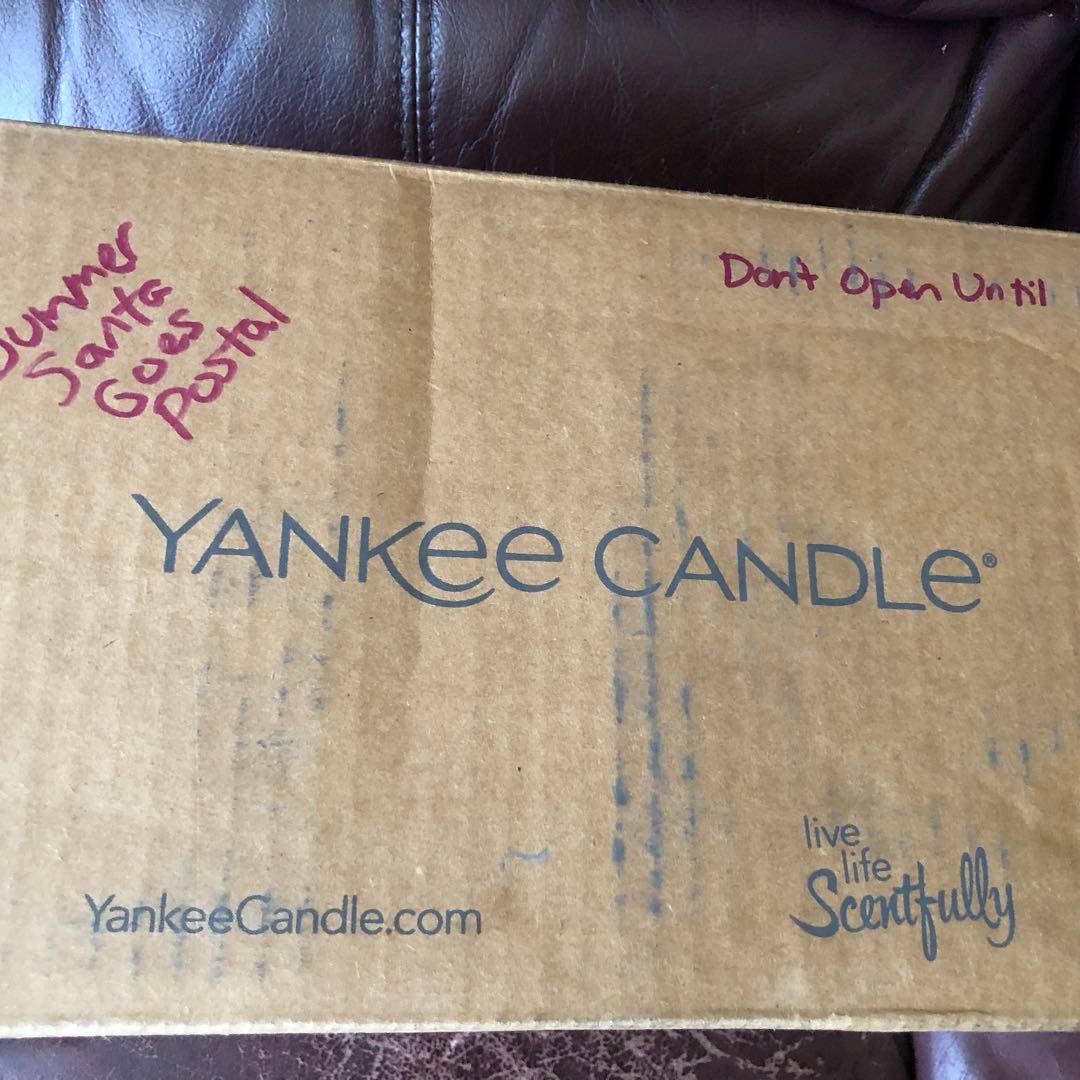 Summer
Santa
Goes
Postal
Don't Open Until
YANKEE CANDLE®
YankeeCandle.com
live
life
Scentfully